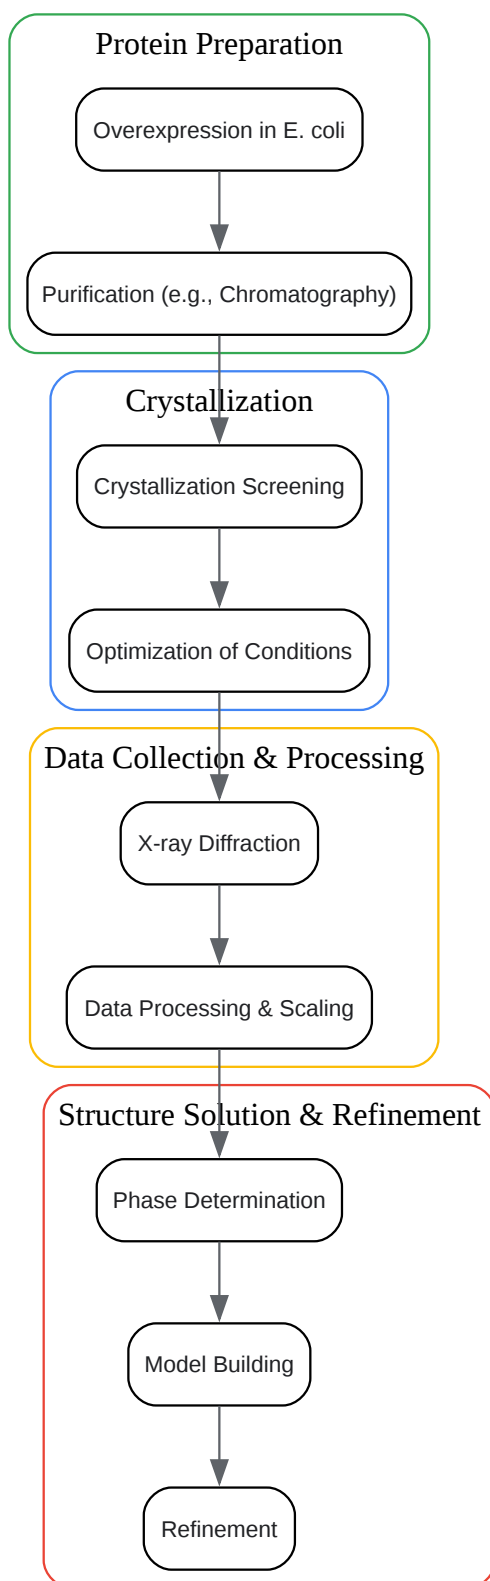 Protein Preparation
Overexpression in E. coli
Purification (e.g., Chromatography)
Crystallization
Crystallization Screening
Optimization of Conditions
Data Collection & Processing
X-ray Diffraction
Data Processing & Scaling
Structure Solution & Refinement
Phase Determination
Model Building
Refinement